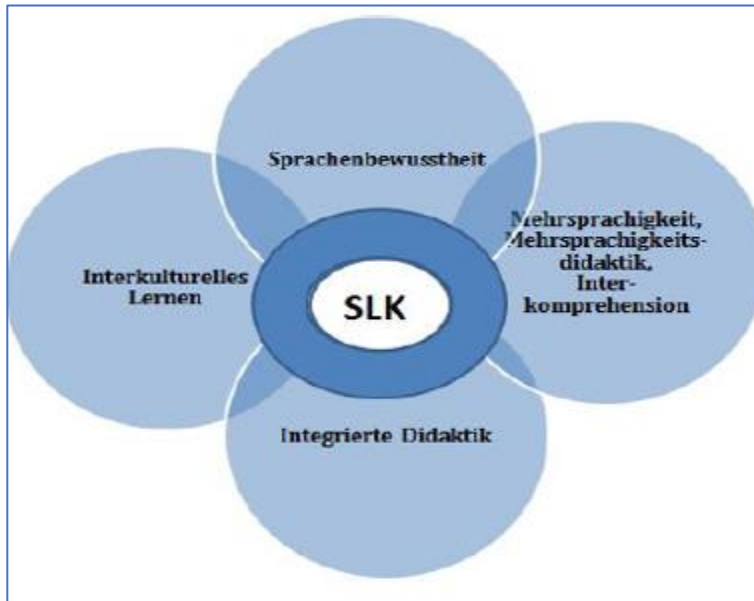 Sprachenbewusstheit
Interkulturelles
Lernen
SLK
Mehrsprachigkeit,
Mehrsprachigkeits-
didaktik,
Inter-
komprehension
Integrierte Didaktik